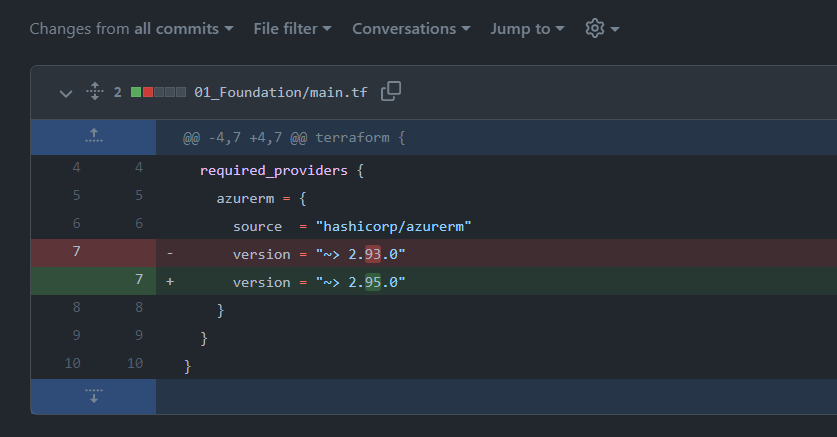 Changes from all commits File filter Conversations Jump to
2 01_Foundation/main.tf
@@ -4,7 +4,7 @@ terraform {
4 4 required_providers {
5 5 azurerm = {
6 6 source  = "hashicorp/azurerm"
7 - version = "~> 2.93.0"
7 + version = "~> 2.95.0"
8 8 }
9 9 }
10 10 }